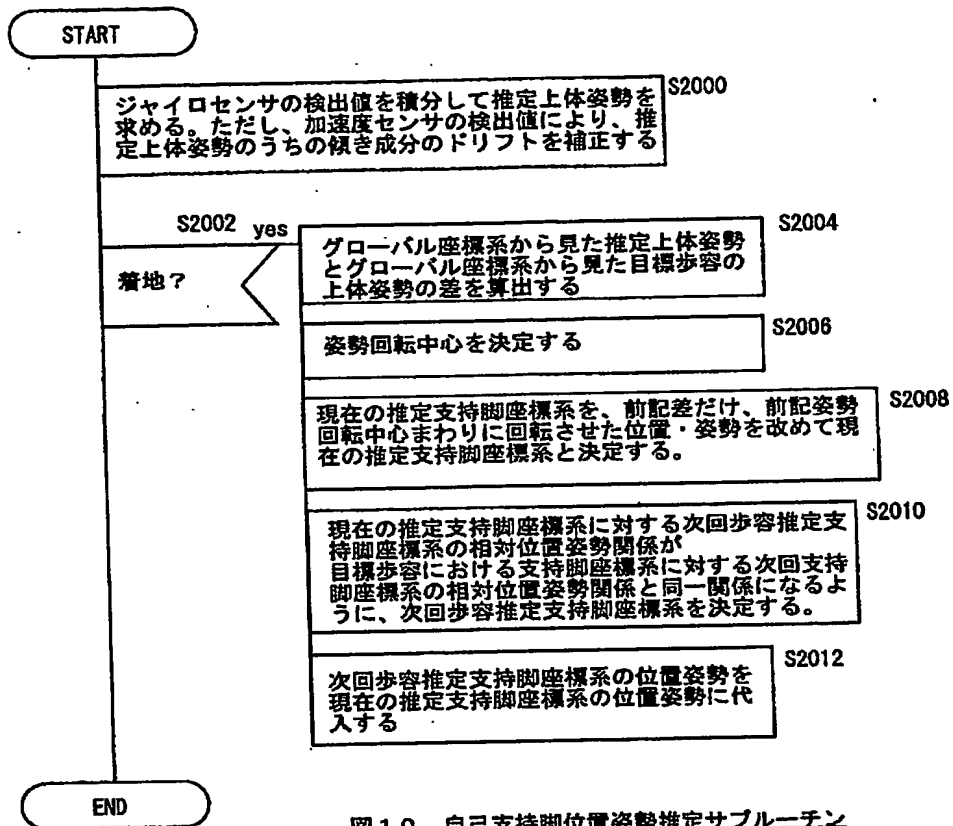 START
S2000
ジャイロセンサの検出値を積分して推定上体姿勢を
求める。ただし、加速度センサの検出値により、推
定上体姿勢のうちの傾き成分のドリフトを補正する
S2002 yes
着地？
S2004
グローバル座標系から見た推定上体姿勢
とグローバル座標系から見た目標歩容の
上体姿勢の差を算出する
S2006
姿勢回転中心を決定する
S2008
現在の推定支持脚座標系を、前記差だけ、前記姿勢
回転中心まわりに回転させた位置・姿勢を改めて現
在の推定支持脚座標系と決定する。
S2010
現在の推定支持脚座標系に対する次回歩容推定支
持脚座標系の相対位置姿勢関係が
目標歩容における支持脚座標系に対する次回支持
脚座標系の相対位置姿勢関係と同一関係になるよ
うに、次回歩容推定支持脚座標系を決定する。
S2012
次回歩容推定支持脚座標系の位置姿勢を
現在の推定支持脚座標系の位置姿勢に代
入する
END
自己支持脚位置姿勢推定サブルーチン